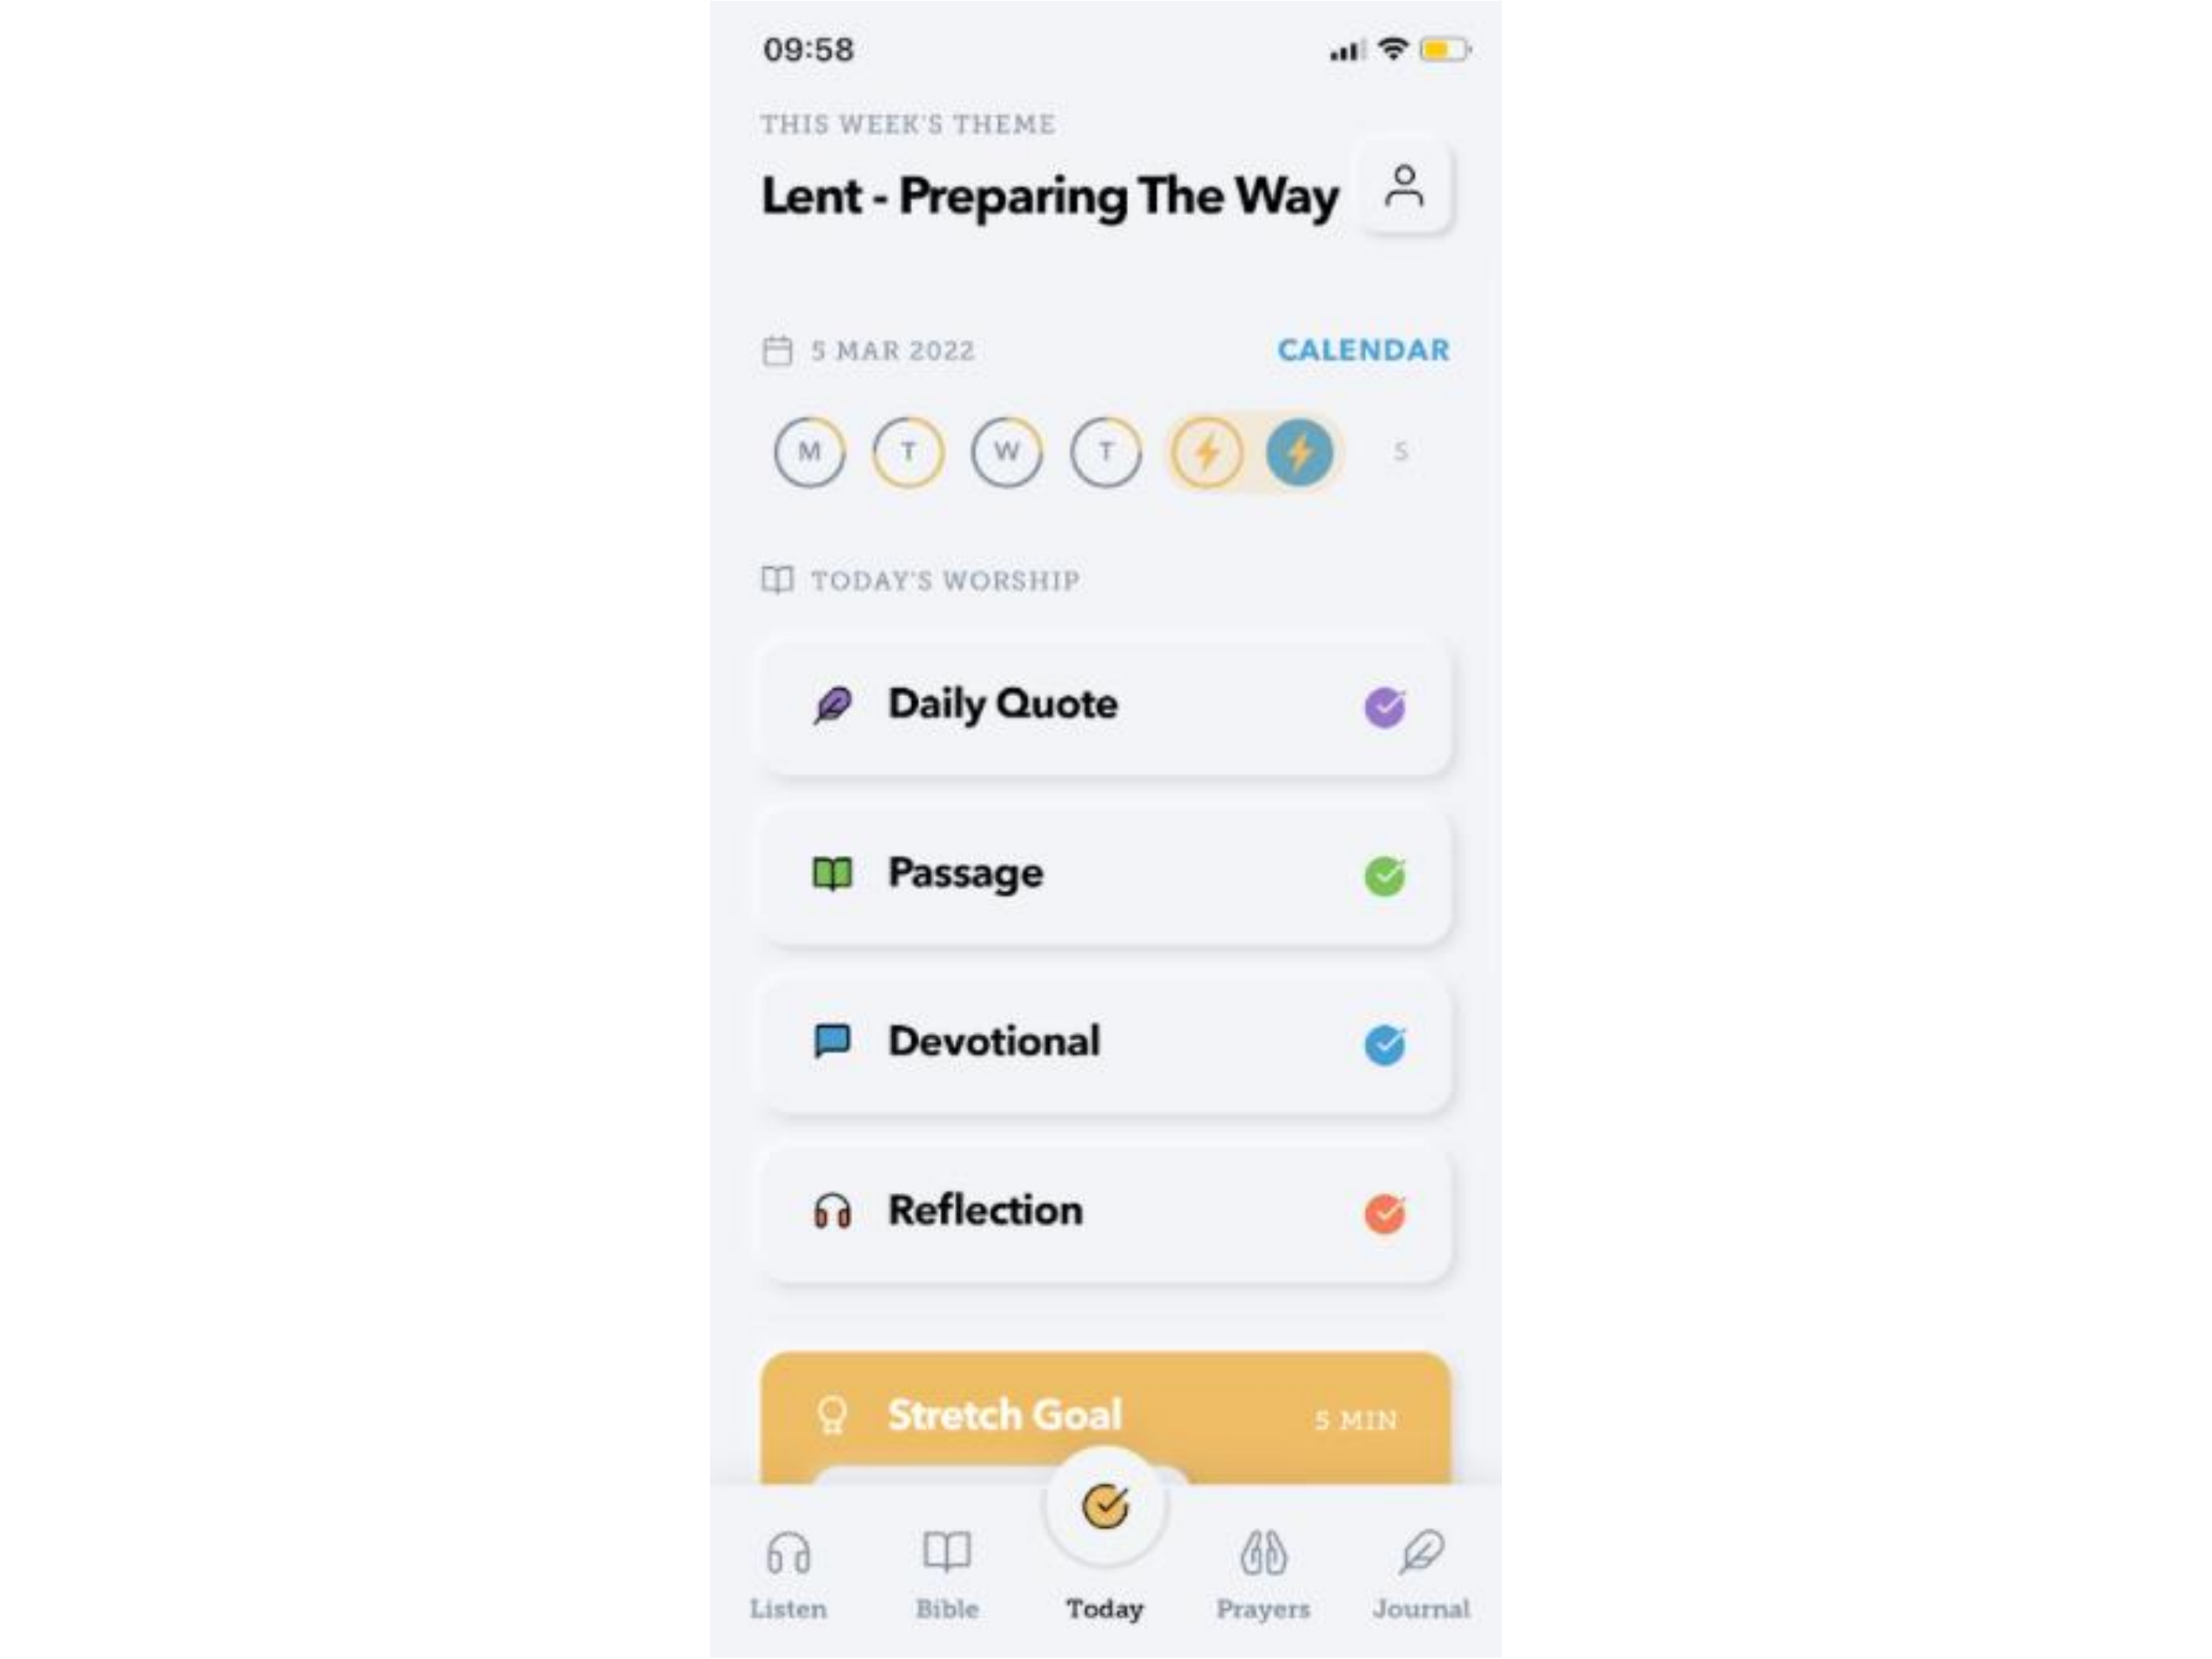 09:58
THIS WEEK'S THEME
Lent - Preparing The Way
5 MAR 2022 CALENDAR
M T W T S
TODAY'S WORSHIP
Daily Quote
Passage
Devotional
Reflection
Stretch Goal 5 MIN
Listen Bible Today Prayers Journal